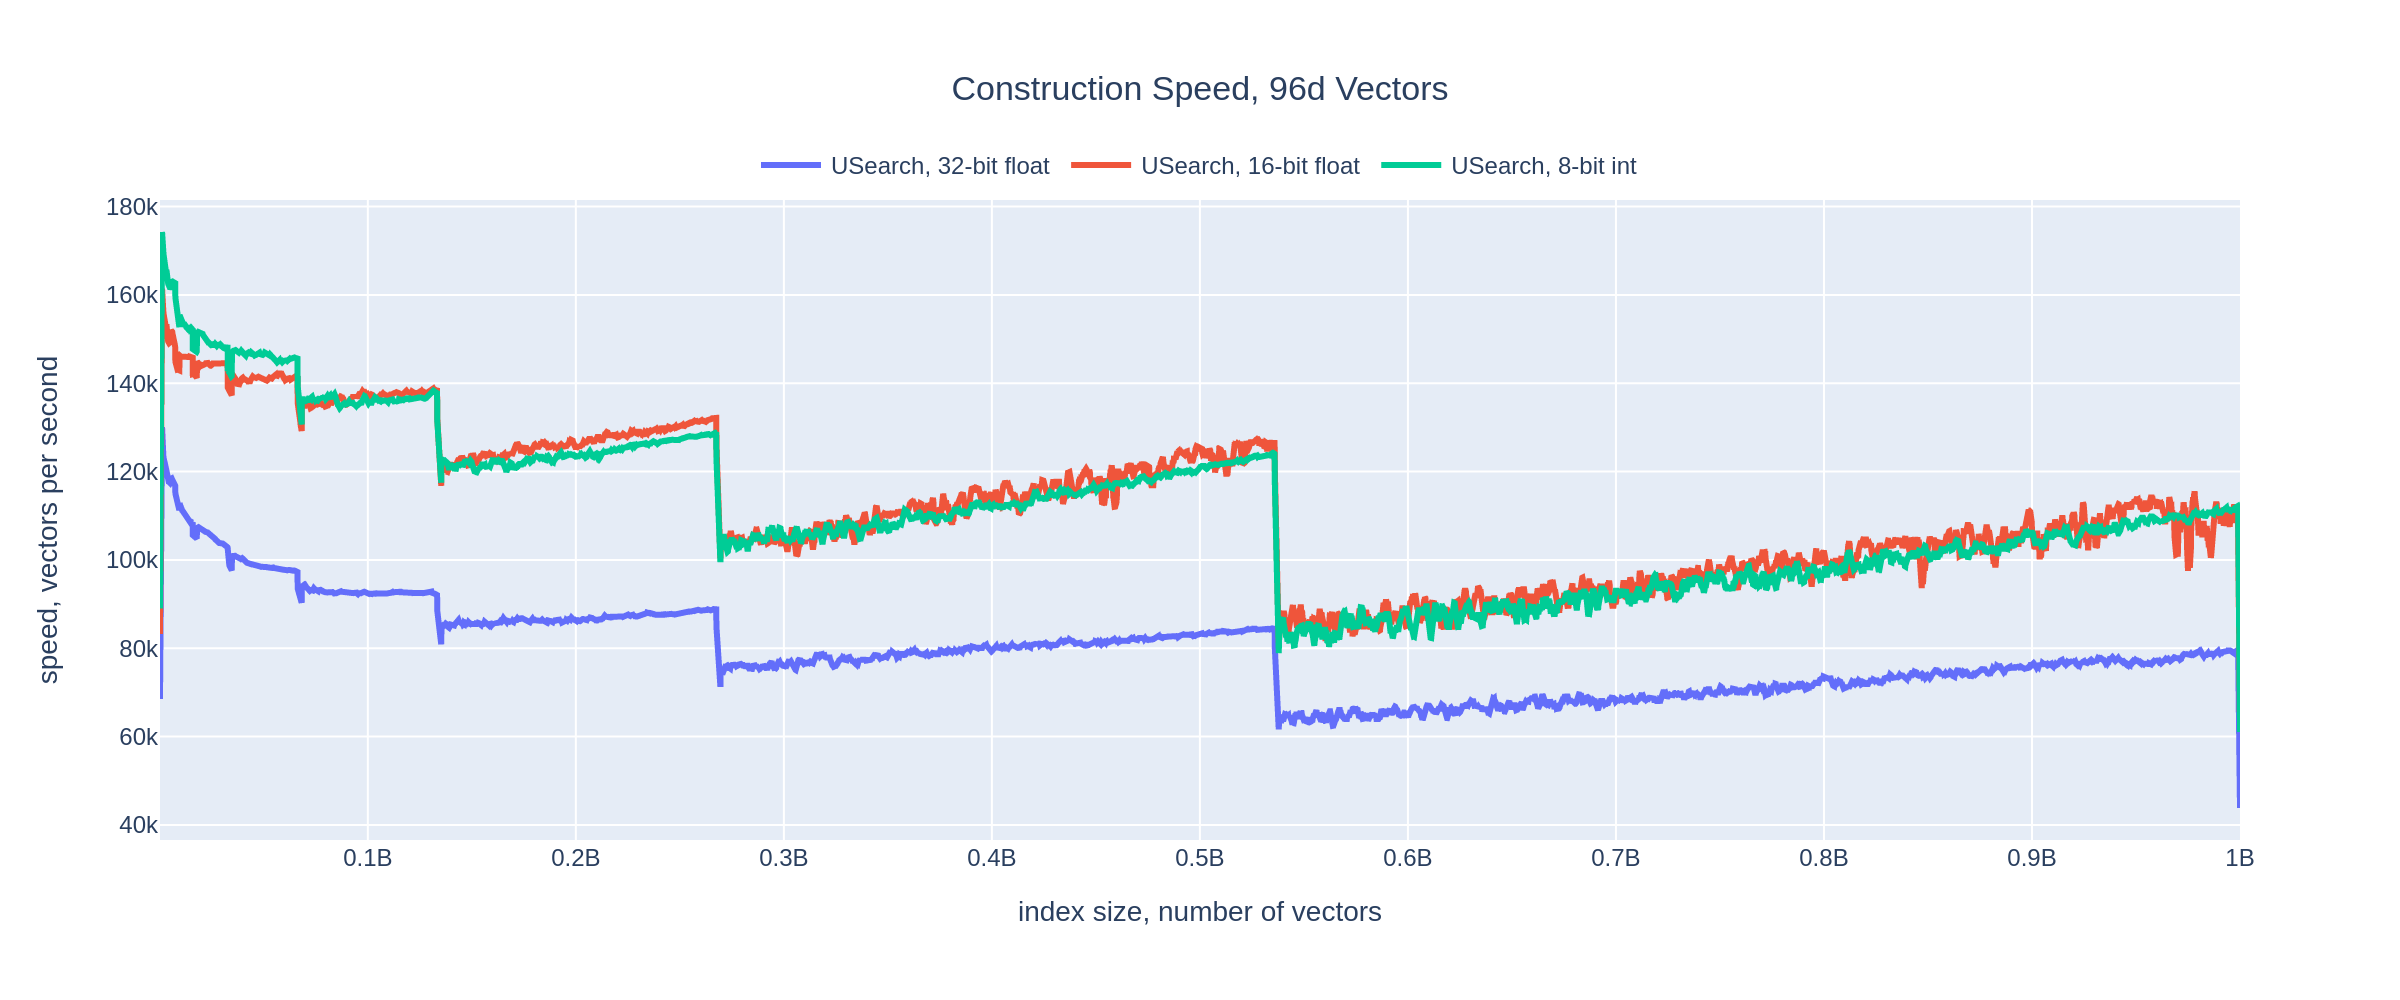 Construction Speed, 96d Vectors
USearch, 32-bit float USearch, 16-bit float USearch, 8-bit int
180k
160k
140k
120k
100k
80k
60k
40k
speed, vectors per second
0.1B 0.2B 0.3B 0.4B 0.5B 0.6B 0.7B 0.8B 0.9B 1B
index size, number of vectors